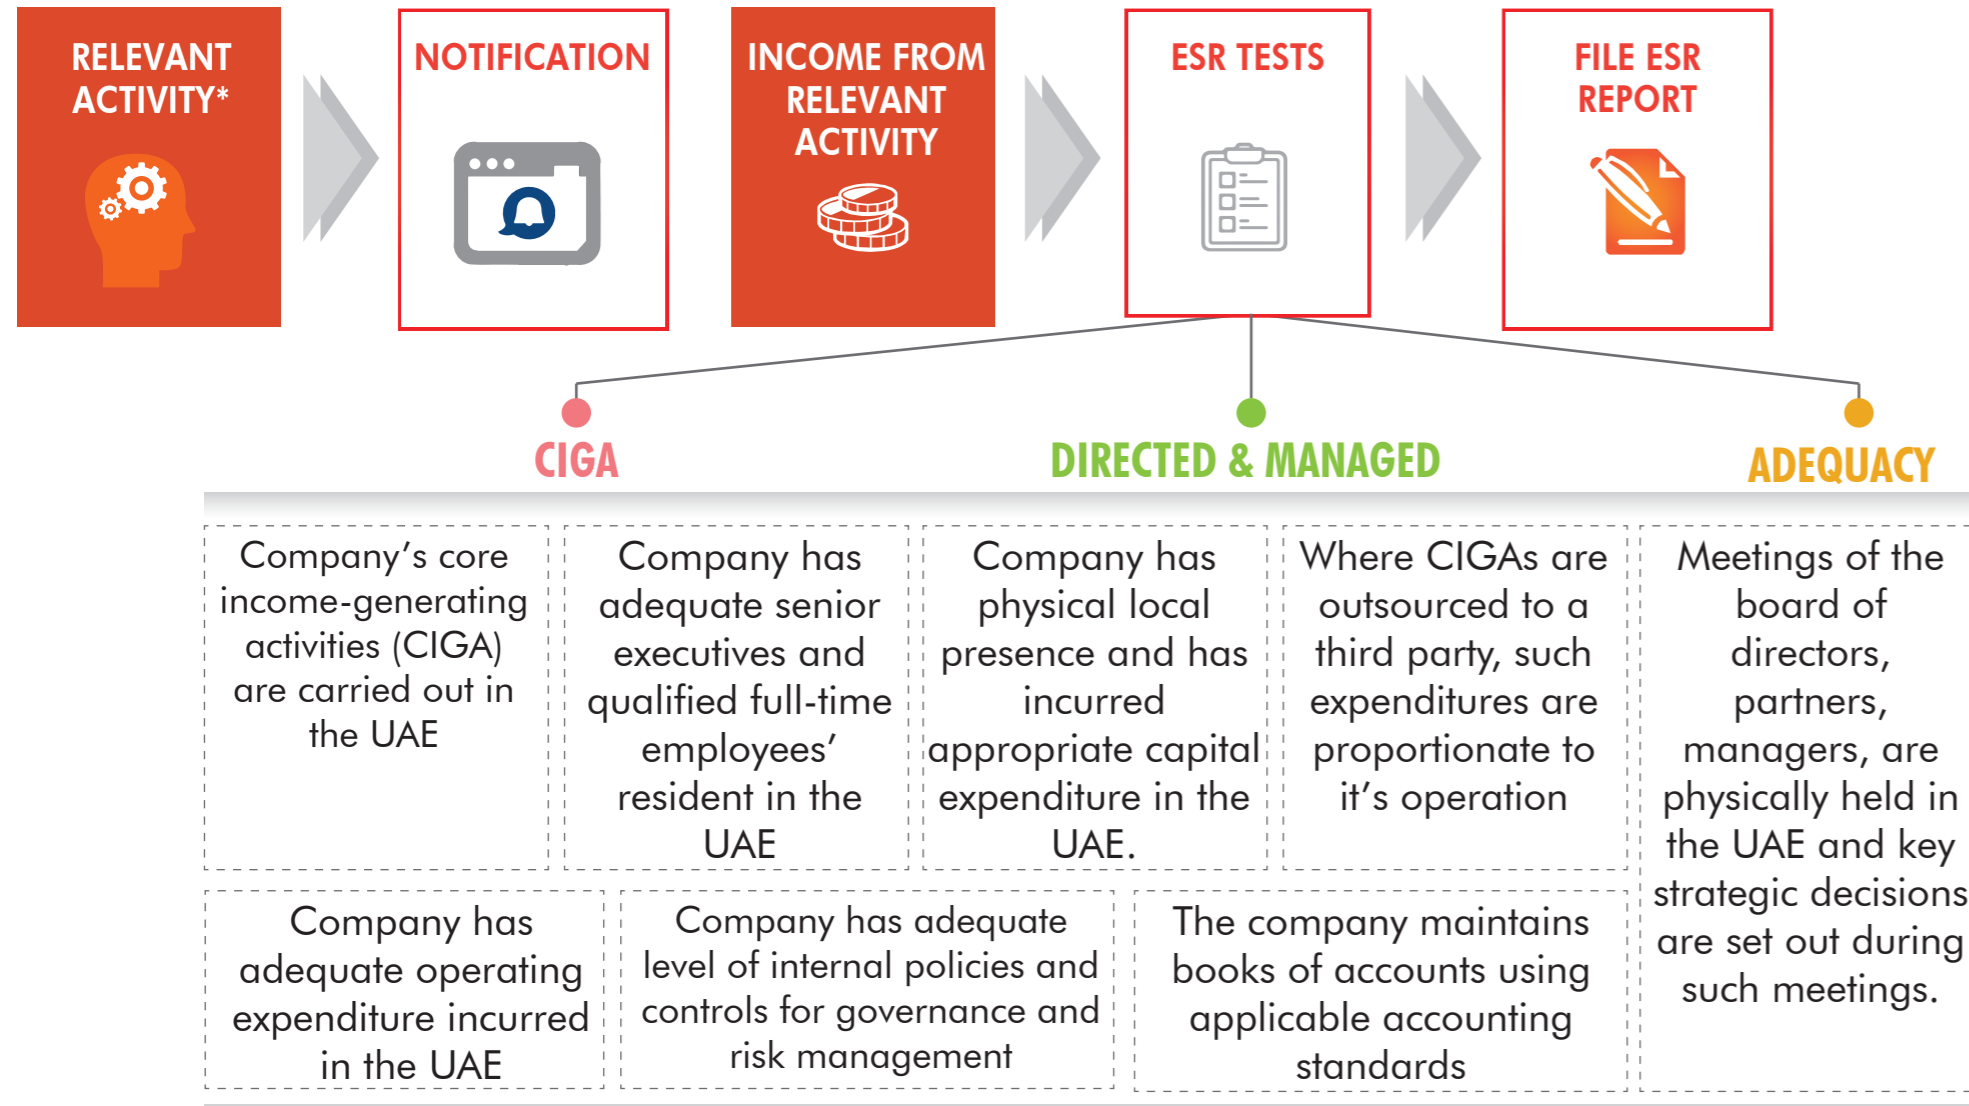 RELEVANT
ACTIVITY*
NOTIFICATION
INCOME FROM
RELEVANT
ACTIVITY
ESR TESTS
FILE ESR
REPORT
CIGA
DIRECTED & MANAGED
ADEQUACY
Company’s core
income-generating
activities (CIGA)
are carried out in
the UAE
Company has
adequate senior
executives and
qualified full-time
employees’
resident in the
UAE
Company has
physical local
presence and has
incurred
appropriate capital
expenditure in the
UAE.
Where CIGAs are
outsourced to a
third party, such
expenditures are
proportionate to
it’s operation
Meetings of the
board of
directors,
partners,
managers, are
physically held in
the UAE and key
strategic decisions
are set out during
such meetings.
Company has
adequate operating
expenditure incurred
in the UAE
Company has adequate
level of internal policies and
controls for governance and
risk management
The company maintains
books of accounts using
applicable accounting
standards